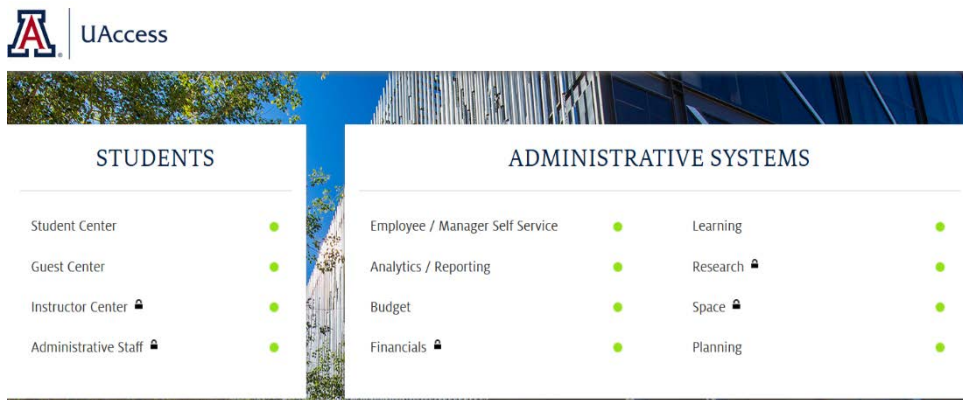 A
UAccess
STUDENTS
Student Center
Guest Center
Instructor Center
Administrative Staff
ADMINISTRATIVE SYSTEMS
Employee / Manager Self Service
Analytics / Reporting
Budget
Financials
Learning
Research
Space
Planning